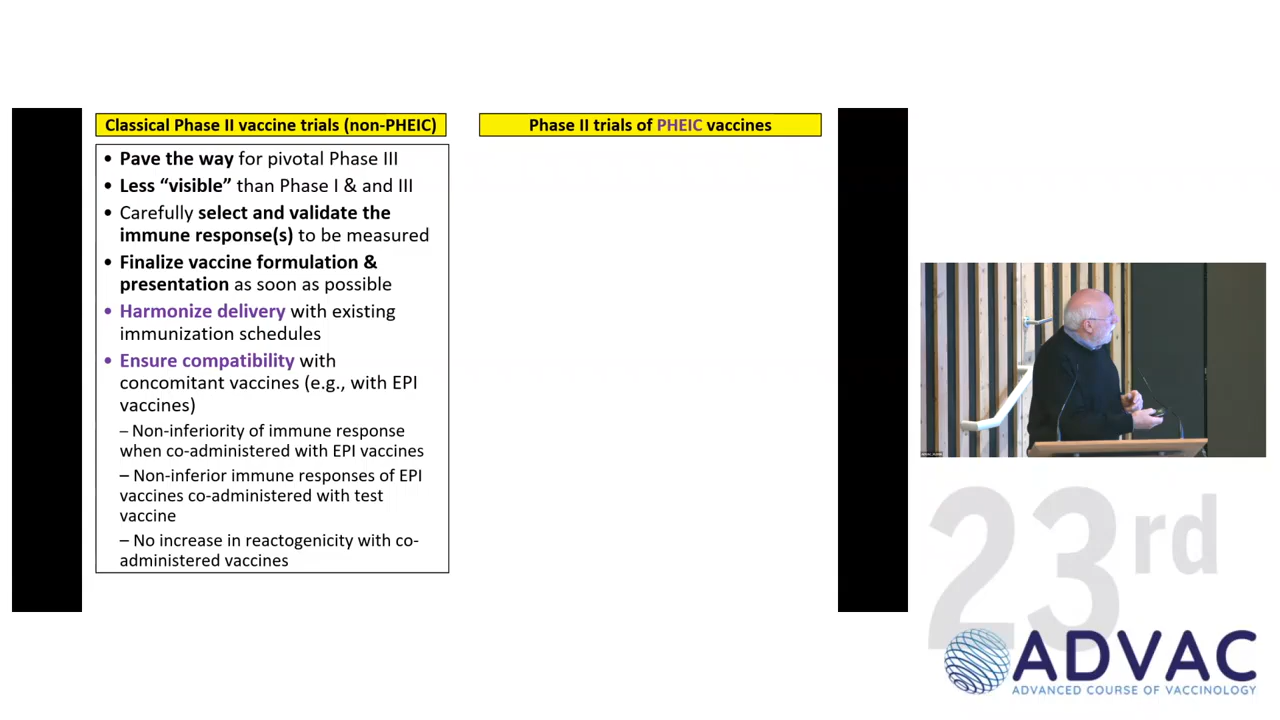 Classical Phase II vaccine trials (non-PHEIC)
• Pave the way for pivotal Phase III
• Less “visible” than Phase I & and III
• Carefully select and validate the
immune response(s) to be measured
• Finalize vaccine formulation &
presentation as soon as possible
• Harmonize delivery with existing
immunization schedules
• Ensure compatibility with
concomitant vaccines (e.g., with EPI
vaccines)
– Non-inferiority of immune response
when co-administered with EPI vaccines
– Non-inferior immune responses of EPI
vaccines co-administered with test
vaccine
– No increase in reactogenicity with co-
administered vaccines
Phase II trials of PHEIC vaccines
23rd
ADVAC
ADVANCED COURSE OF VACCINOLOGY